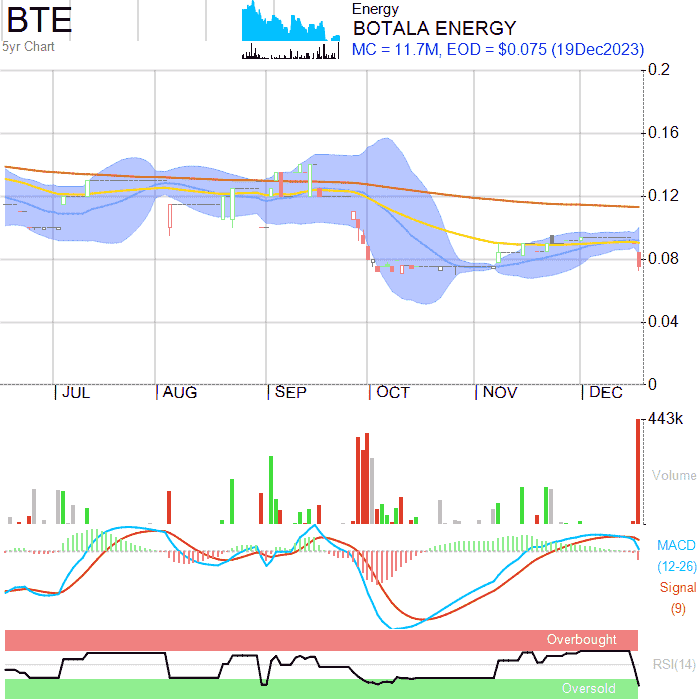 BTE
5yr Chart
Energy
BOTALA ENERGY
MC = 11.7M, EOD = $0.075 (19Dec2023)
0.2
0.16
0.12
0.08
0.04
0
JUL AUG SEP OCT NOV DEC
443k
Volume
MACD
(12-26)
Signal
(9)
Overbought
RSI(14)
Oversold